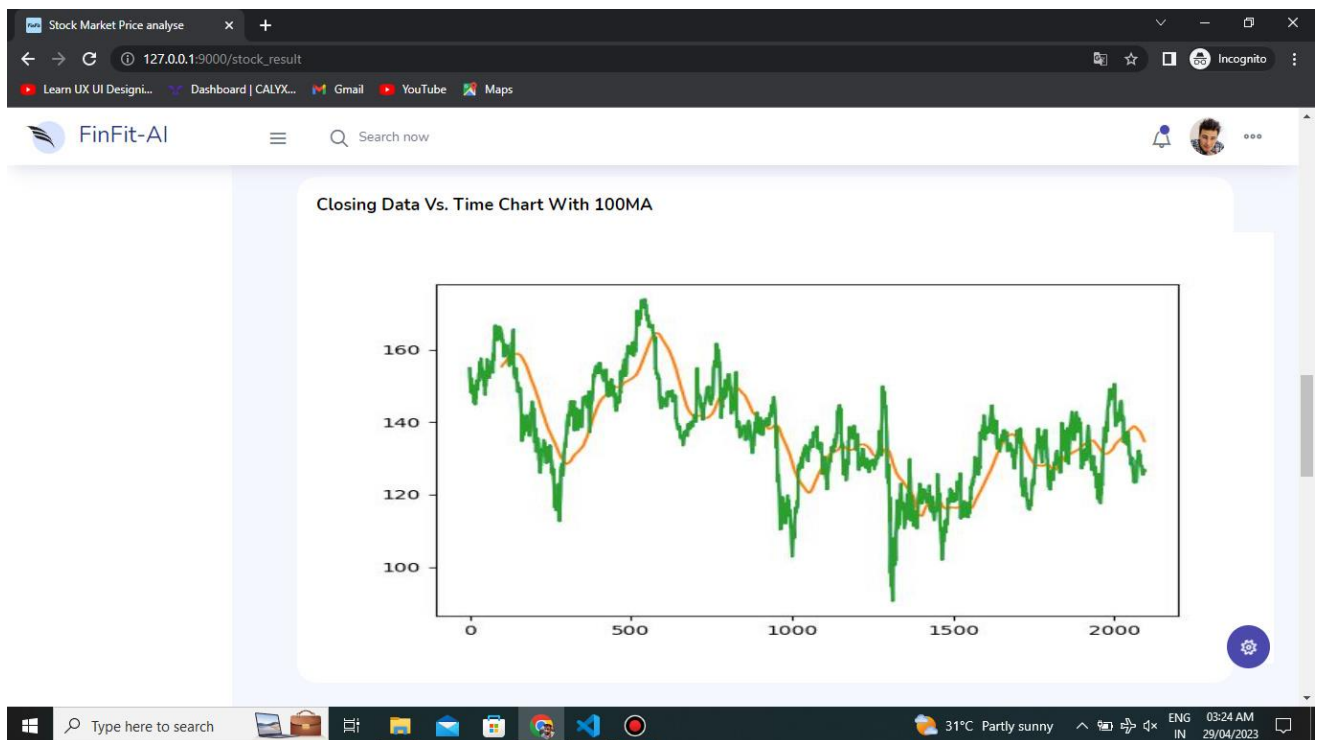 Stock Market Price analyse
127.0.0.1:9000/stock_result
Incognito
Learn UX UI Designi...
Dashboard | CALYX...
Gmail
YouTube
Maps
FinFit-AI
Search now
Closing Data Vs. Time Chart With 100MA
160
140
120
100
0 500 1000 1500 2000
Type here to search
31°C Partly sunny
ENG
IN
03:24 AM
29/04/2023